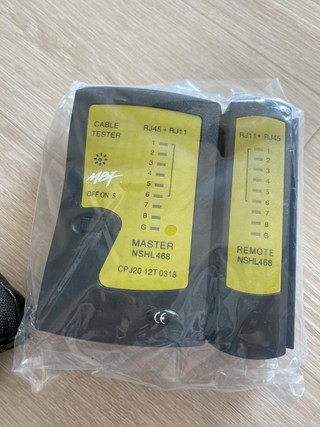 CABLE
TESTER
MBF
OFF ON S
RJ45 + RJ11
1
2
3
4
5
6
7
8
G
MASTER
NSHL468
CPJ20 12T 0318
CE
RJ11 + RJ45
1
2
3
4
5
6
7
8
G
REMOTE
NSHL468